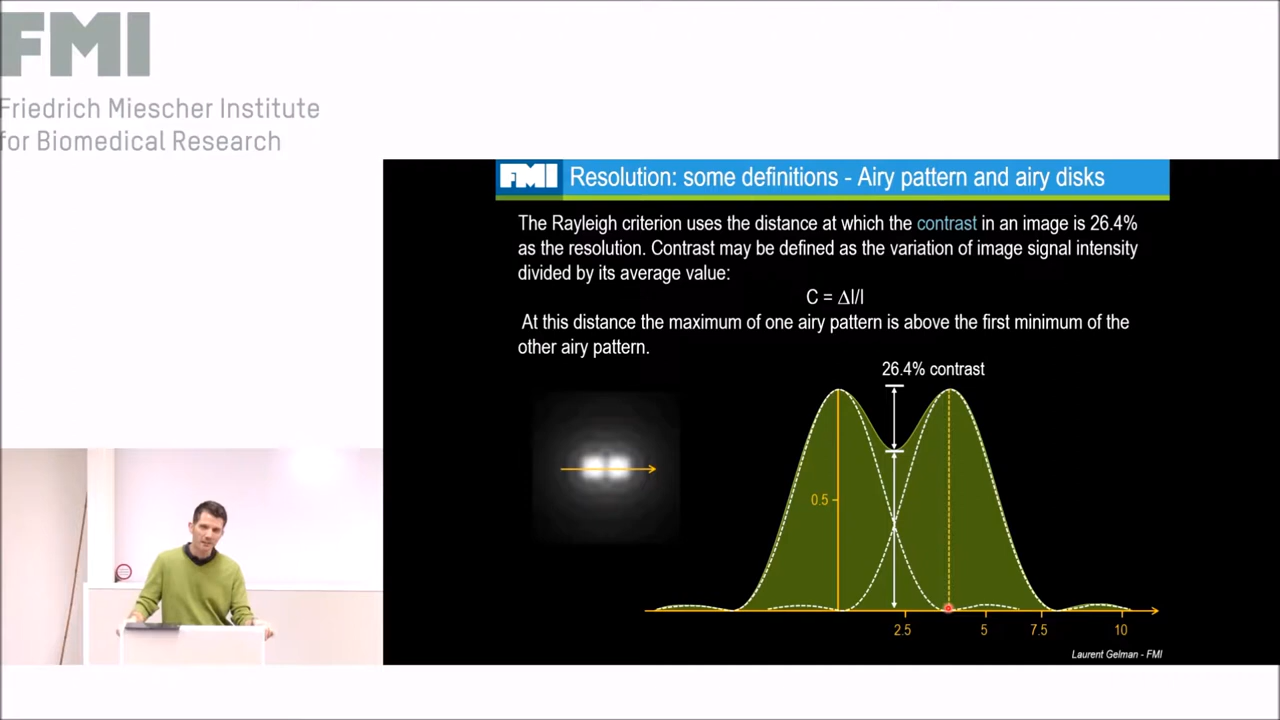 FMI
Friedrich Miescher Institute
for Biomedical Research
FMI Resolution: some definitions - Airy pattern and airy disks
The Rayleigh criterion uses the distance at which the contrast in an image is 26.4%
as the resolution. Contrast may be defined as the variation of image signal intensity
divided by its average value:
C = ΔI/I
At this distance the maximum of one airy pattern is above the first minimum of the
other airy pattern.
26.4% contrast
0.5
2.5 5 7.5 10
Laurent Gelman - FMI